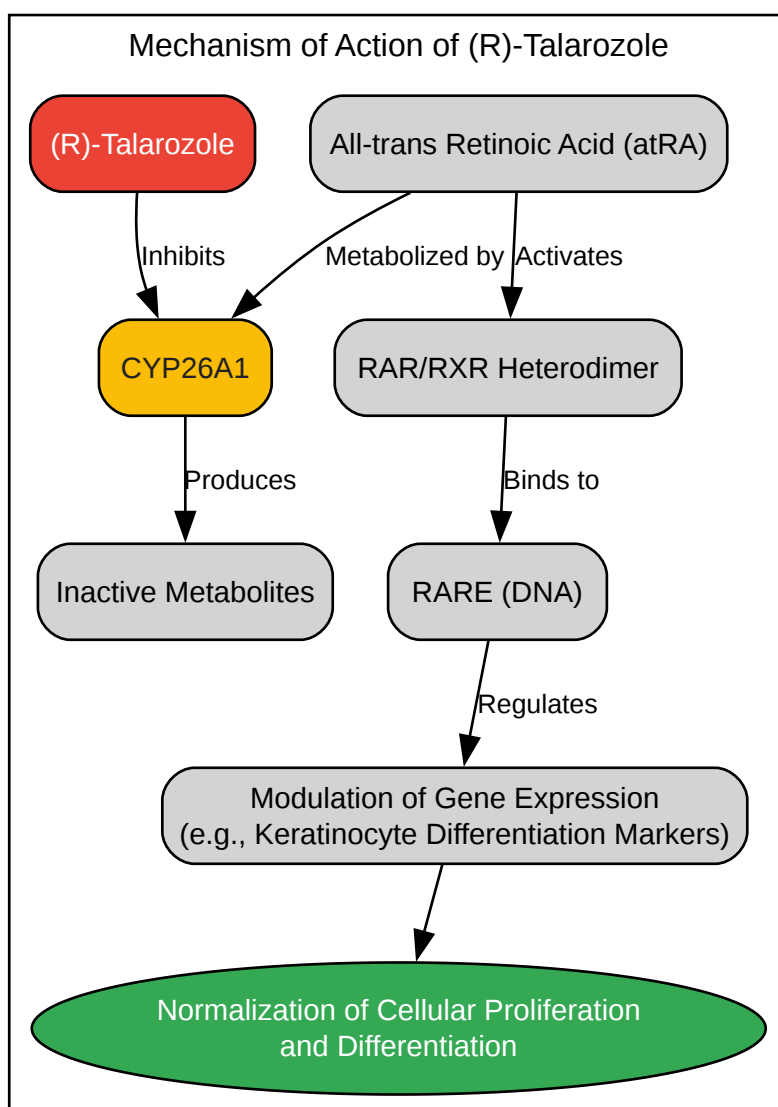 Mechanism of Action of (R)-Talarozole
(R)-Talarozole
All-trans Retinoic Acid (atRA)
Inhibits
Metabolized by
Activates
CYP26A1
RAR/RXR Heterodimer
Produces
Binds to
Inactive Metabolites
RARE (DNA)
Regulates
Modulation of Gene Expression
(e.g., Keratinocyte Differentiation Markers)
Normalization of Cellular Proliferation
and Differentiation